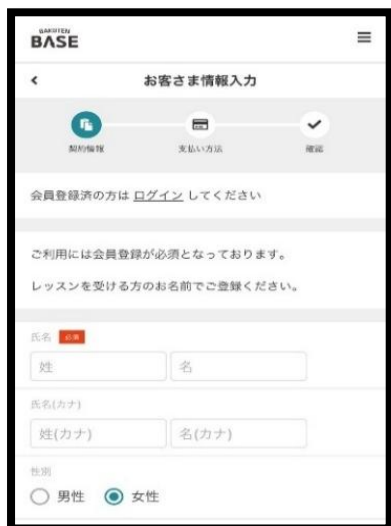 RAKUTEN
BASE
お客さま情報入力
契約情報 支払い方法 確認
会員登録済の方は ログイン してください
ご利用には会員登録が必須となっております。
レッスンを受ける方のお名前でご登録ください。
氏名 必須
姓 名
氏名(カナ)
姓(カナ) 名(カナ)
性別
男性 女性